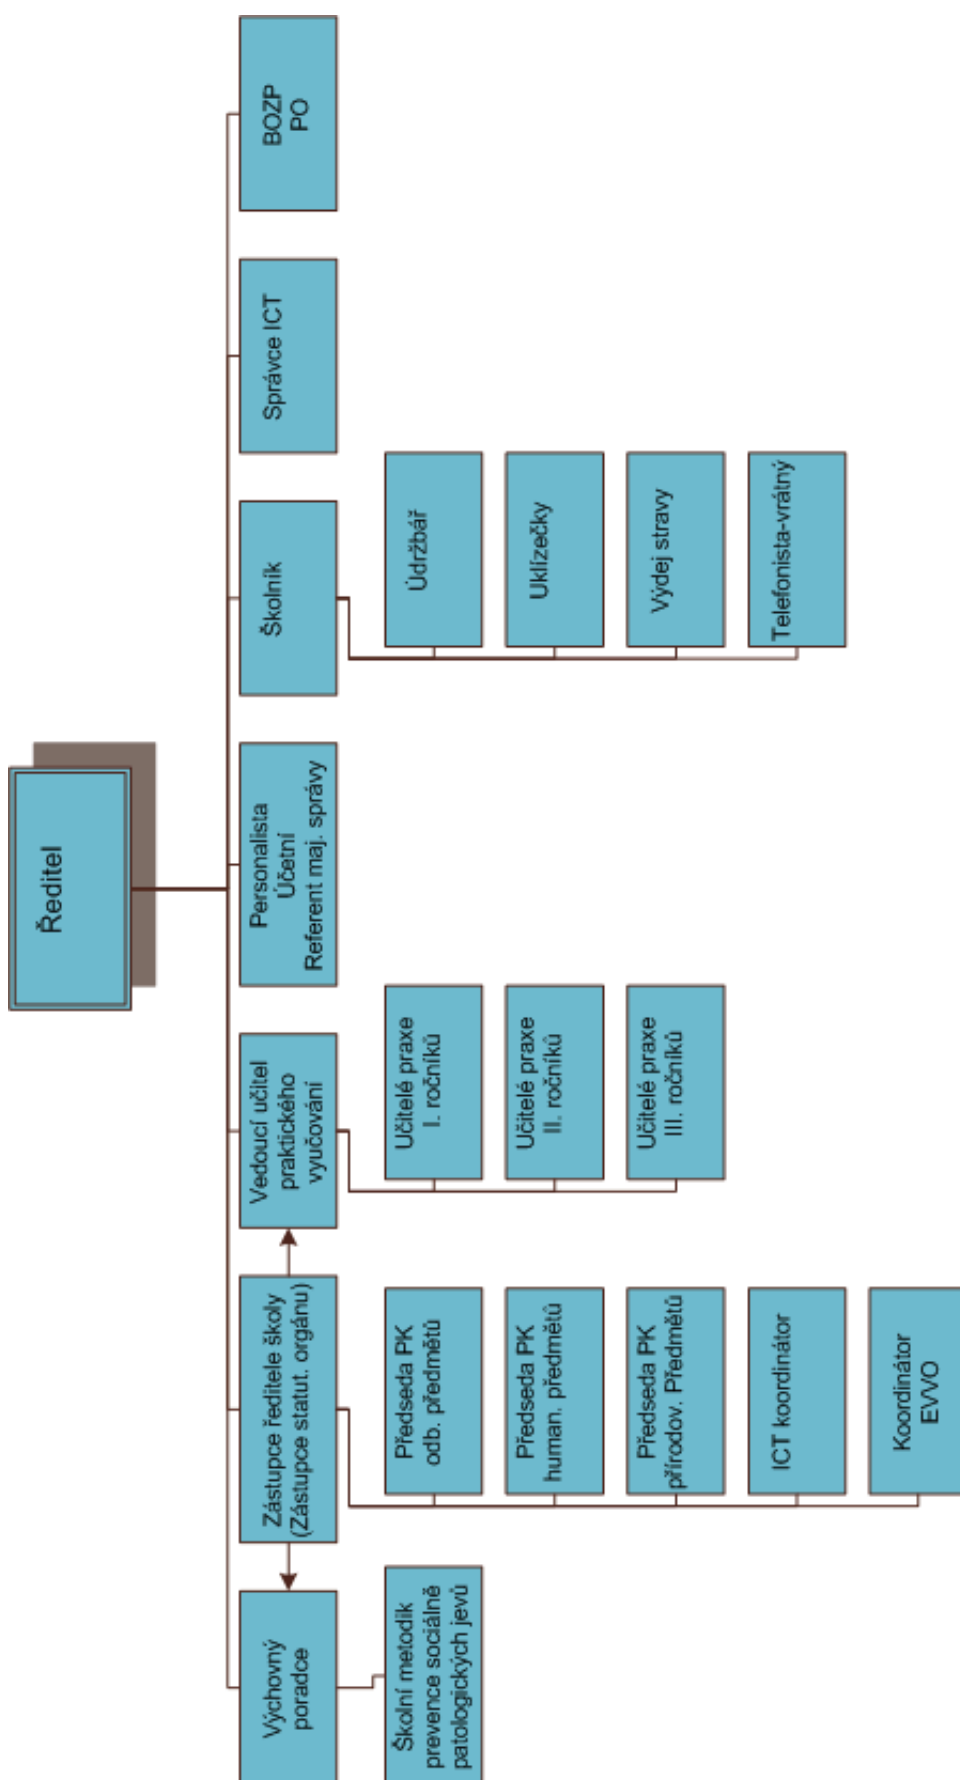 Ředitel
Výchovný
poradce
Zástupce ředitele školy
(Zástupce statut. orgánu)
Vedoucí učitel
praktického
vyučování
Personalista
Účetní
Referent maj. správy
Školník
Správce ICT
BOZP
PO
Školní metodik
prevence sociálně
patologických jevů
Předseda PK
odb. předmětů
Předseda PK
human. předmětů
Předseda PK
přírodov. Předmětů
ICT koordinátor
Koordinátor
EVVO
Učitelé praxe
I. ročníků
Učitelé praxe
II. ročníků
Učitelé praxe
III. ročníků
Údržbář
Uklízečky
Výdej stravy
Telefonista-vrátný